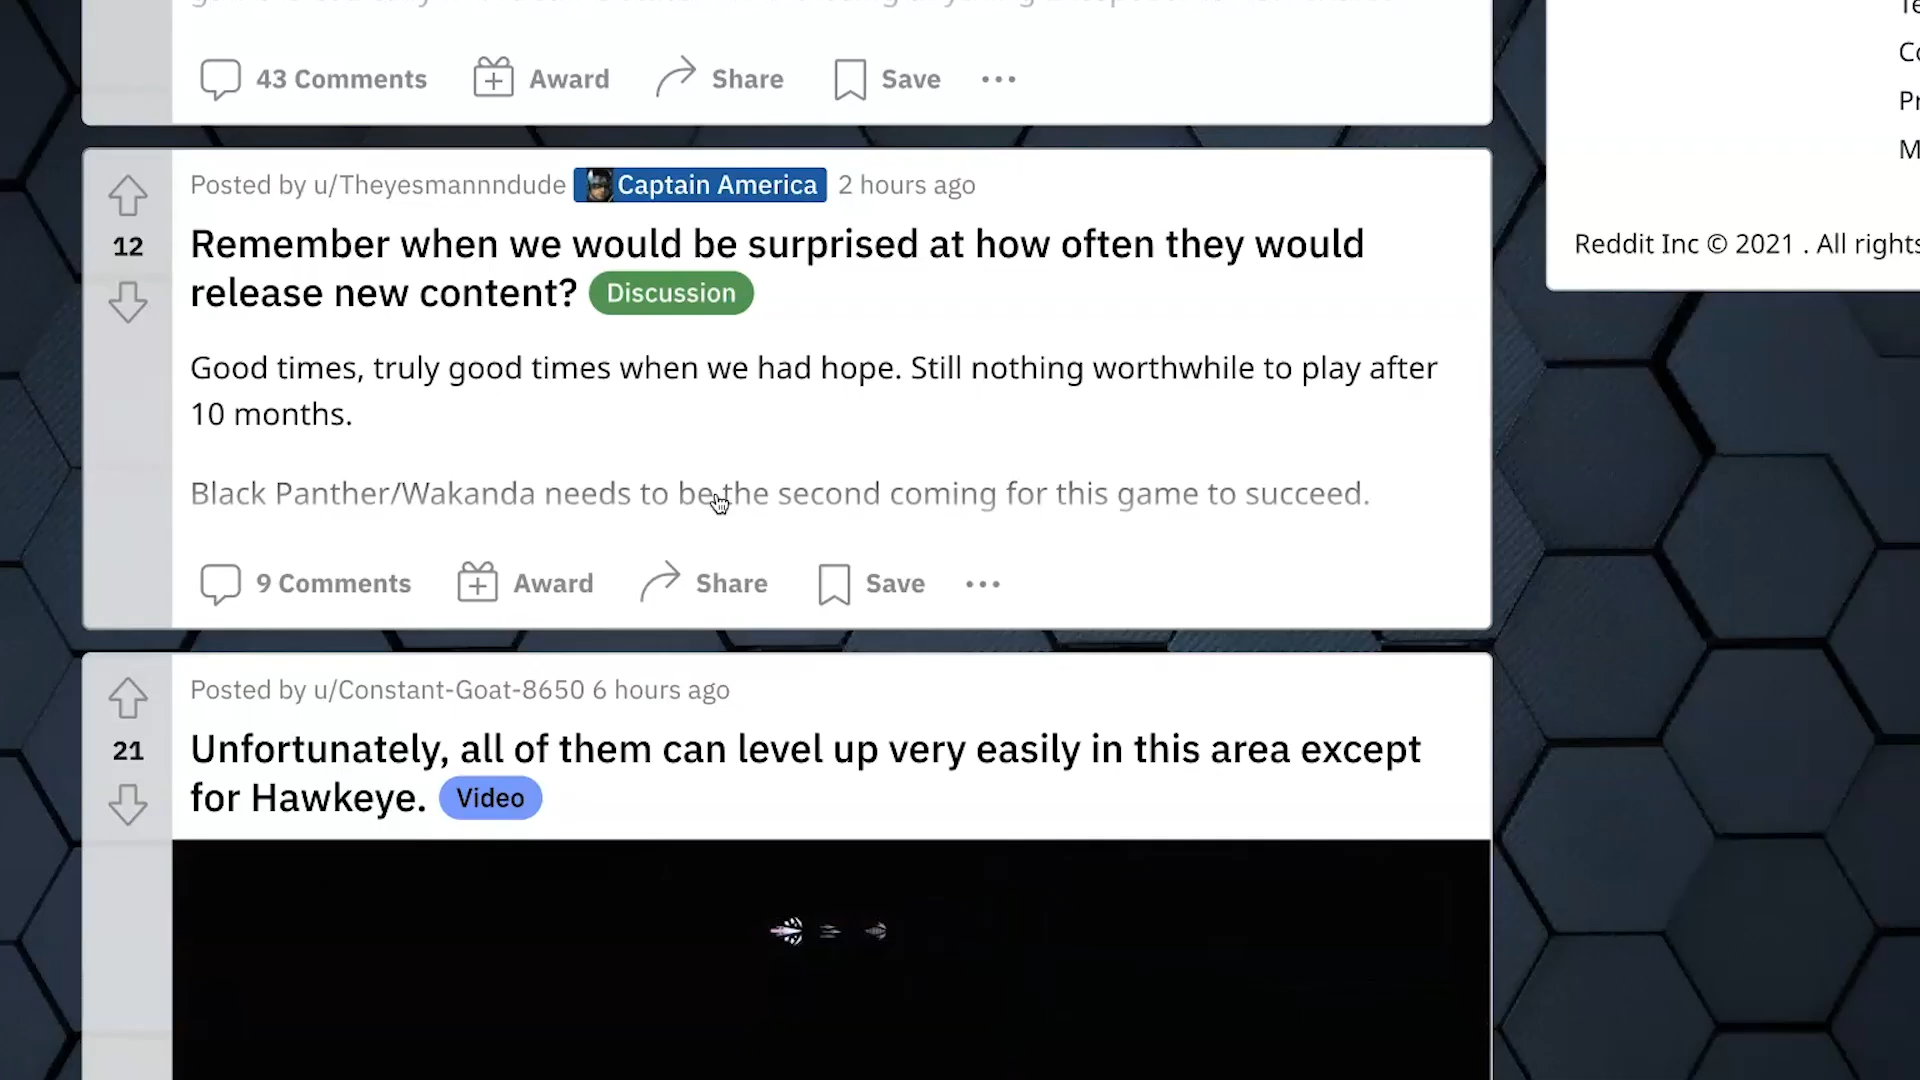 43 Comments Award Share Save
Posted by u/Theyesmannndude Captain America 2 hours ago
12
Remember when we would be surprised at how often they would
release new content? Discussion
Good times, truly good times when we had hope. Still nothing worthwhile to play after
10 months.
Black Panther/Wakanda needs to be the second coming for this game to succeed.
9 Comments Award Share Save
Posted by u/Constant-Goat-8650 6 hours ago
21
Unfortunately, all of them can level up very easily in this area except
for Hawkeye. Video
Reddit Inc © 2021 . All rights